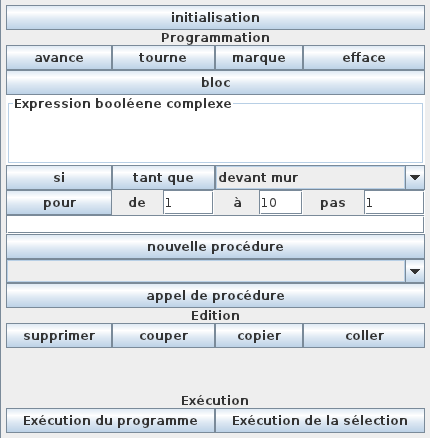 initialisation
Programmation
avance tourne marque efface
bloc
Expression booléene complexe
si tant que devant mur
pour de 1 à 10 pas 1
nouvelle procédure
appel de procédure
Edition
supprimer couper copier coller
Exécution
Exécution du programme Exécution de la sélection